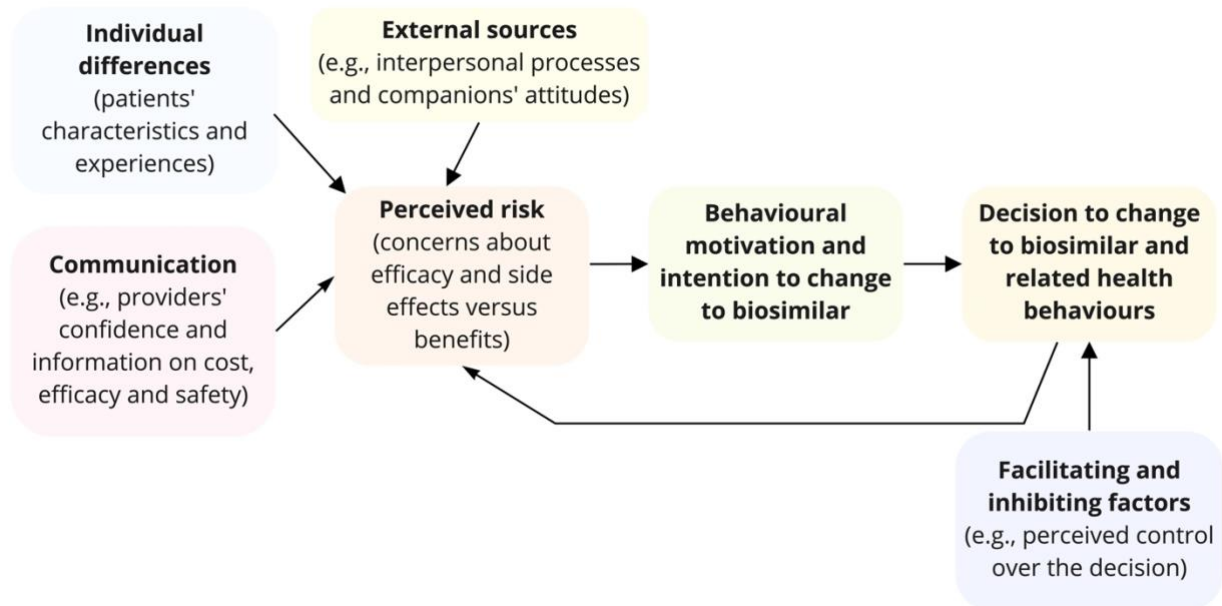 Individual
differences
(patients'
characteristics and
experiences)
External sources
(e.g., interpersonal processes
and companions' attitudes)
Communication
(e.g., providers'
confidence and
information on cost,
efficacy and safety)
Perceived risk
(concerns about
efficacy and side
effects versus
benefits)
Behavioural
motivation and
intention to change
to biosimilar
Decision to change
to biosimilar and
related health
behaviours
Facilitating and
inhibiting factors
(e.g., perceived control
over the decision)